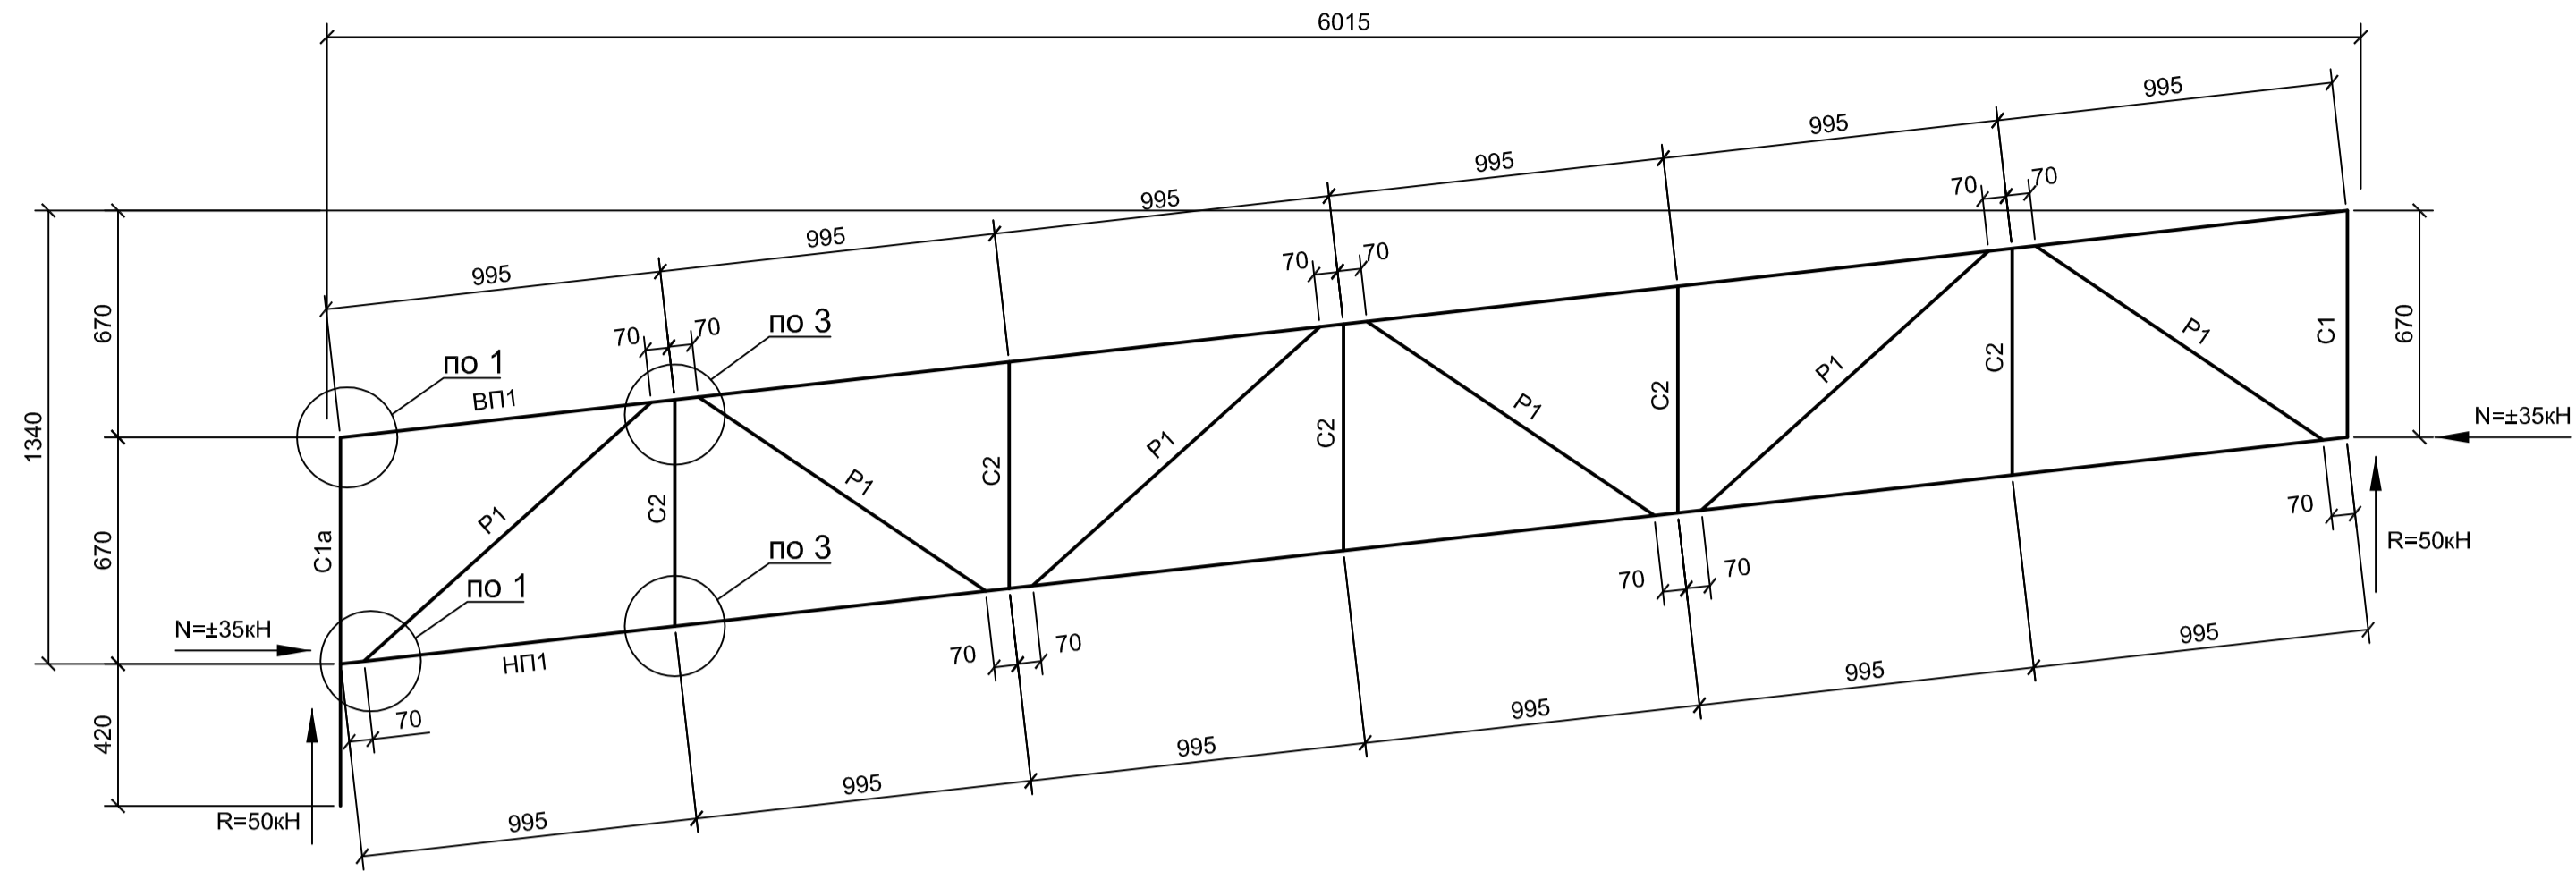 6015
995
995
995
995
995
995
70
70
70
70
70
70
670
670
1340
420
670
по 1
ВП1
по 3
С1а
Р1
С2
Р1
С2
Р1
С2
Р1
С2
Р1
С2
Р1
С1
N=±35кН
R=50кН
по 1
по 3
N=±35кН
НП1
70
R=50кН
70
70
70
70
70
995
995
995
995
995
995